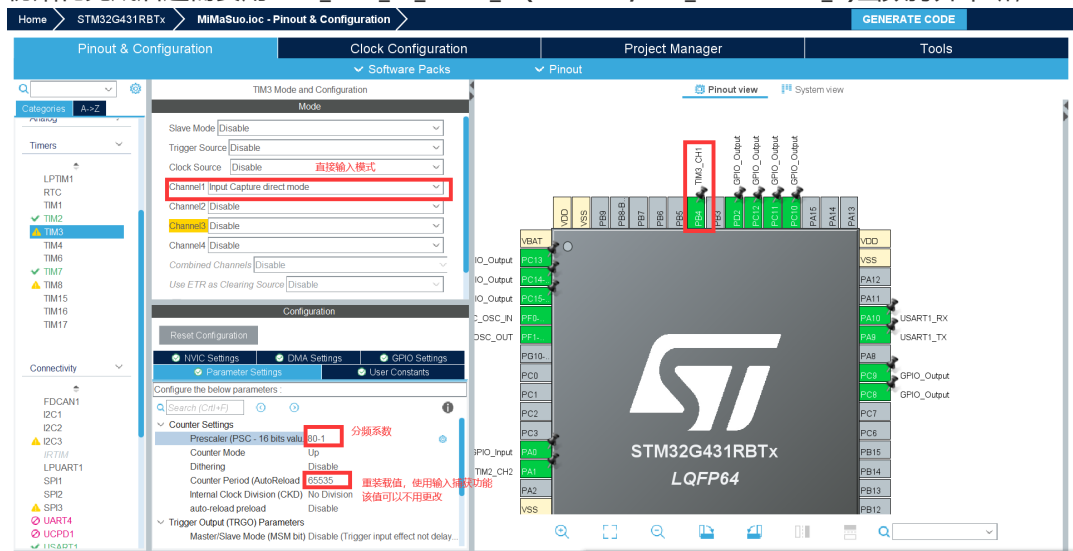 Home
STM32G431RBTx
MiMaSuo.ioc - Pinout & Configuration
GENERATE CODE
Pinout & Configuration
Clock Configuration
Project Manager
Tools
Software Packs
Pinout
Categories
A->Z
Analog
Timers
LPTIM1
RTC
TIM1
TIM2
TIM3
TIM4
TIM6
TIM7
TIM8
TIM15
TIM16
TIM17
Connectivity
FDCAN1
I2C1
I2C2
I2C3
IRTIM
LPUART1
SPI1
SPI2
SPI3
UART4
UCPD1
USART1
TIM3 Mode and Configuration
Mode
Slave Mode Disable
Trigger Source Disable
Clock Source Disable
直接输入模式
Channel1 Input Capture direct mode
Channel2 Disable
Channel3 Disable
Channel4 Disable
Combined Channels Disable
Use ETR as Clearing Source Disable
Configuration
Reset Configuration
NVIC Settings
DMA Settings
GPIO Settings
Parameter Settings
User Constants
Configure the below parameters :
Search (Crtl+F)
Counter Settings
Prescaler (PSC - 16 bits valu. 80-1
分频系数
Counter Mode Up
Dithering Disable
Counter Period (AutoReload 65535
重装载值，使用输入捕获功能
Internal Clock Division (CKD) No Division
该值可以不用更改
auto-reload preload Disable
Trigger Output (TRGO) Parameters
Master/Slave Mode (MSM bit) Disable (Trigger input effect not delay...
Pinout view
System view
TIM3_CH1
GPIO_Output
GPIO_Output
GPIO_Output
GPIO_Output
VDD
VSS
PB9
PB8-B
PB7
PB6
PB5
PB4
PB3
PD2
PC12
PC11
PC10
PA15
PA14
PA13
VBAT
IO_Output PC13
IO_Output PC14-
IO_Output PC15-
C_OSC_IN PF0-
OSC_OUT PF1-
PG10-..
PC0
PC1
PC2
PC3
GPIO_Input PA0
TIM2_CH2 PA1
PA2
VSS
VDD
VSS
PA12
PA11
PA10 USART1_RX
PA9 USART1_TX
PA8
PC9 GPIO_Output
PC8 GPIO_Output
PC7
PC6
PB15
PB14
PB13
PB12
STM32G431RBTx
LQFP64